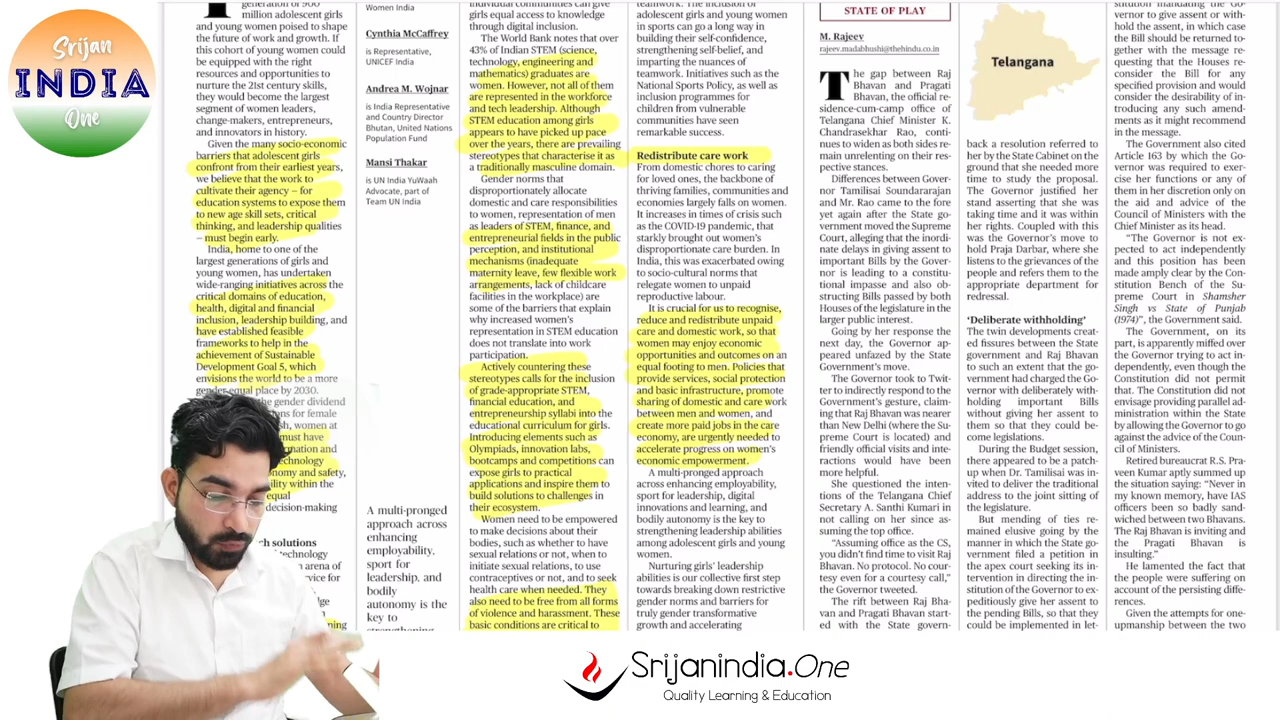 Srijan
INDIA
One
generation of 900
million adolescent girls
and young women poised to shape
the future of work and growth. If
this cohort of young women could
be equipped with the right
resources and opportunities to
nurture the 21st century skills,
they would become the largest
segment of women leaders,
change-makers, entrepreneurs,
and innovators in history.
Given the many socio-economic
barriers that adolescent girls
confront from their earliest years,
we believe that the work to
cultivate their agency – for
education systems to expose them
to new age skill sets, critical
thinking, and leadership qualities
– must begin early.
India, home to one of the
largest generations of girls and
young women, has undertaken
wide-ranging initiatives across the
critical domains of education,
health, digital and financial
inclusion, leadership building, and
have established feasible
frameworks to help in the
achievement of Sustainable
Development Goal 5, which
envisions the world to be a more
gender-equal place by 2030.
the gender dividend
for female
women at
must have
and
technology
and safety,
within the
equal
decision-making
solutions
technology
arena of
for
Women India
Cynthia McCaffrey
is Representative,
UNICEF India
Andrea M. Wojnar
is India Representative
and Country Director
Bhutan, United Nations
Population Fund
Mansi Thakar
is UN India YuWaah
Advocate, part of
Team UN India
A multi-pronged
approach across
enhancing
employability,
sport for
leadership, and
bodily
autonomy is the
key to
strengthening
individual communities can give
girls equal access to knowledge
through digital inclusion.
The World Bank notes that over
43% of Indian STEM (science,
technology, engineering and
mathematics) graduates are
women. However, not all of them
are represented in the workforce
and tech leadership. Although
STEM education among girls
appears to have picked up pace
over the years, there are prevailing
stereotypes that characterise it as
a traditionally masculine domain.
Gender norms that
disproportionately allocate
domestic and care responsibilities
to women, representation of men
as leaders of STEM, finance, and
entrepreneurial fields in the public
perception, and institutional
mechanisms (inadequate
maternity leave, few flexible work
arrangements, lack of childcare
facilities in the workplace) are
some of the barriers that explain
why increased women's
representation in STEM education
does not translate into work
participation.
Actively countering these
stereotypes calls for the inclusion
of grade-appropriate STEM,
financial education, and
entrepreneurship syllabi into the
educational curriculum for girls.
Introducing elements such as
Olympiads, innovation labs,
bootcamps and competitions can
expose girls to practical
applications and inspire them to
build solutions to challenges in
their ecosystem.
Women need to be empowered
to make decisions about their
bodies, such as whether to have
sexual relations or not, when to
initiate sexual relations, to use
contraceptives or not, and to seek
health care when needed. They
also need to be free from all forms
of violence and harassment. These
basic conditions are critical to
teamwork. The inclusion of
adolescent girls and young women
in sports can go a long way in
building their self-confidence,
strengthening self-belief, and
imparting the nuances of
teamwork. Initiatives such as the
National Sports Policy, as well as
inclusion programmes for
children from vulnerable
communities have seen
remarkable success.
Redistribute care work
From domestic chores to caring
for loved ones, the backbone of
thriving families, communities and
economies largely falls on women.
It increases in times of crisis such
as the COVID-19 pandemic, that
starkly brought out women's
disproportionate care burden. In
India, this was exacerbated owing
to socio-cultural norms that
relegate women to unpaid
reproductive labour.
It is crucial for us to recognise,
reduce and redistribute unpaid
care and domestic work, so that
women may enjoy economic
opportunities and outcomes on an
equal footing to men. Policies that
provide services, social protection
and basic infrastructure, promote
sharing of domestic and care work
between men and women, and
create more paid jobs in the care
economy, are urgently needed to
accelerate progress on women's
economic empowerment.
A multi-pronged approach
across enhancing employability,
sport for leadership, digital
innovations and learning, and
bodily autonomy is the key to
strengthening leadership abilities
among adolescent girls and young
women.
Nurturing girls' leadership
abilities is our collective first step
towards breaking down restrictive
gender norms and barriers for
truly gender transformative
growth and accelerating
STATE OF PLAY
M. Rajeev
rajeev.madabhushi@thehindu.co.in
The gap between Raj
Bhavan and Pragati
Bhavan, the official re-
sidence-cum-camp office of
Telangana Chief Minister K.
Chandrasekhar Rao, conti-
nues to widen as both sides re-
main unrelenting on their res-
pective stances.
Differences between Gover-
nor Tamilisai Soundararajan
and Mr. Rao came to the fore
yet again after the State go-
vernment moved the Supreme
Court, alleging that the inordi-
nate delays in giving assent to
important Bills by the Gover-
nor is leading to a constitu-
tional impasse and also ob-
structing Bills passed by both
Houses of the legislature in the
larger public interest.
Going by her response the
next day, the Governor ap-
peared unfazed by the State
Government's move.
The Governor took to Twit-
ter to indirectly respond to the
Government's gesture, claim-
ing that Raj Bhavan was nearer
than New Delhi (where the Su-
preme Court is located) and
friendly official visits and inte-
ractions would have been
more helpful.
She questioned the inten-
tions of the Telangana Chief
Secretary A. Santhi Kumari in
not calling on her since as-
suming the top office.
"Assuming office as the CS,
you didn't find time to visit Raj
Bhavan. No protocol. No cour-
tesy even for a courtesy call,"
the Governor tweeted.
The rift between Raj Bha-
van and Pragati Bhavan start-
ed with the State govern-
Telangana
back a resolution referred to
her by the State Cabinet on the
ground that she needed more
time to study the proposal.
The Governor justified her
stand asserting that she was
taking time and it was within
her rights. Coupled with this
was the Governor's move to
hold Praja Darbar, where she
listens to the grievances of the
people and refers them to the
appropriate department for
redressal.
'Deliberate withholding'
The twin developments creat-
ed fissures between the State
government and Raj Bhavan
to such an extent that the go-
vernment had charged the Go-
vernor with deliberately with-
holding important Bills
without giving her assent to
them so that they could be-
come legislations.
During the Budget session,
there appeared to be a patch-
up when Dr. Tamilisai was in-
vited to deliver the traditional
address to the joint sitting of
the legislature.
But mending of ties re-
mained elusive going by the
manner in which the State go-
vernment filed a petition in
the apex court seeking its in-
tervention in directing the in-
stitution of the Governor to ex-
peditiously give her assent to
the pending Bills, so that they
could be implemented in let-
stitution mandating the Go-
vernor to give assent or with-
hold the assent, in which case
the Bill should be returned to-
gether with the message re-
questing that the Houses re-
consider the Bill for any
specified provision and would
consider the desirability of in-
troducing any such amend-
ments as it might recommend
in the message.
The Government also cited
Article 163 by which the Go-
vernor was required to exer-
cise her functions or any of
them in her discretion only on
the aid and advice of the
Council of Ministers with the
Chief Minister as its head.
"The Governor is not ex-
pected to act independently
and this position has been
made amply clear by the Con-
stitution Bench of the Su-
preme Court in Shamsher
Singh vs State of Punjab
(1974)", the Government said.
The Government, on its
part, is apparently miffed over
the Governor trying to act in-
dependently, even though the
Constitution did not permit
that. The Constitution did not
envisage providing parallel ad-
ministration within the State
by allowing the Governor to go
against the advice of the Coun-
cil of Ministers.
Retired bureaucrat R.S. Pra-
veen Kumar aptly summed up
the situation saying: "Never in
my known memory, have IAS
officers been so badly sand-
wiched between two Bhavans.
The Raj Bhavan is inviting and
the Pragati Bhavan is
insulting."
He lamented the fact that
the people were suffering on
account of the persisting diffe-
rences.
Given the attempts for one-
upmanship between the two
Srijanindia.One
Quality Learning & Education